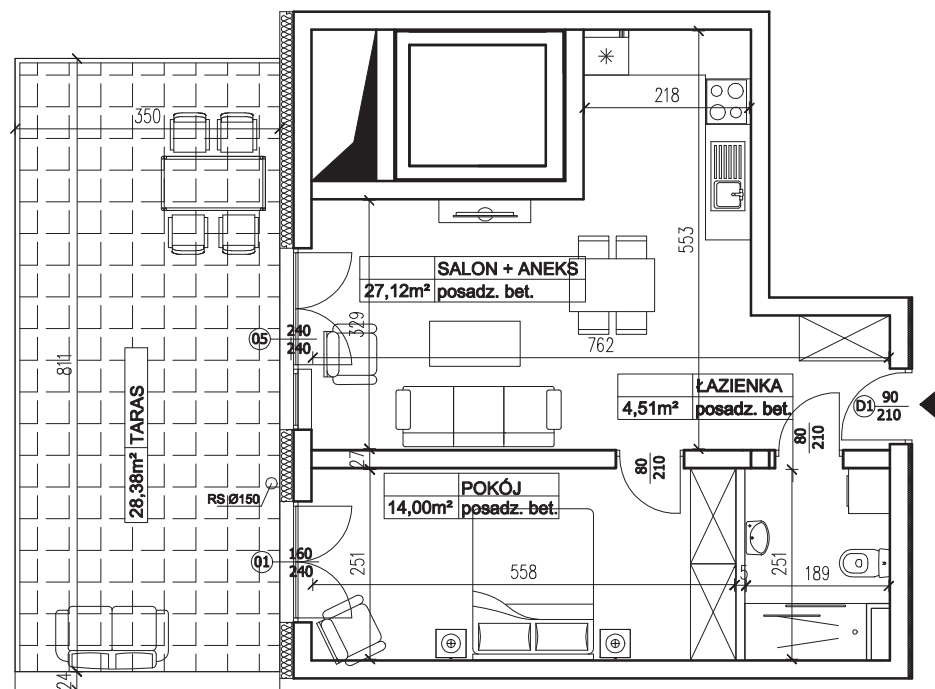 350
218
553
SALON + ANEKS
27,12m² posadz. bet.
329
05 240
240
762
811
28,38m² TARAS
ŁAZIENKA
4,51m² posadz. bet.
D1 90
210
80
210
80
210
27
POKÓJ
14,00m² posadz. bet.
RS Ø150
01 160
240
251
558
5
251
189
24